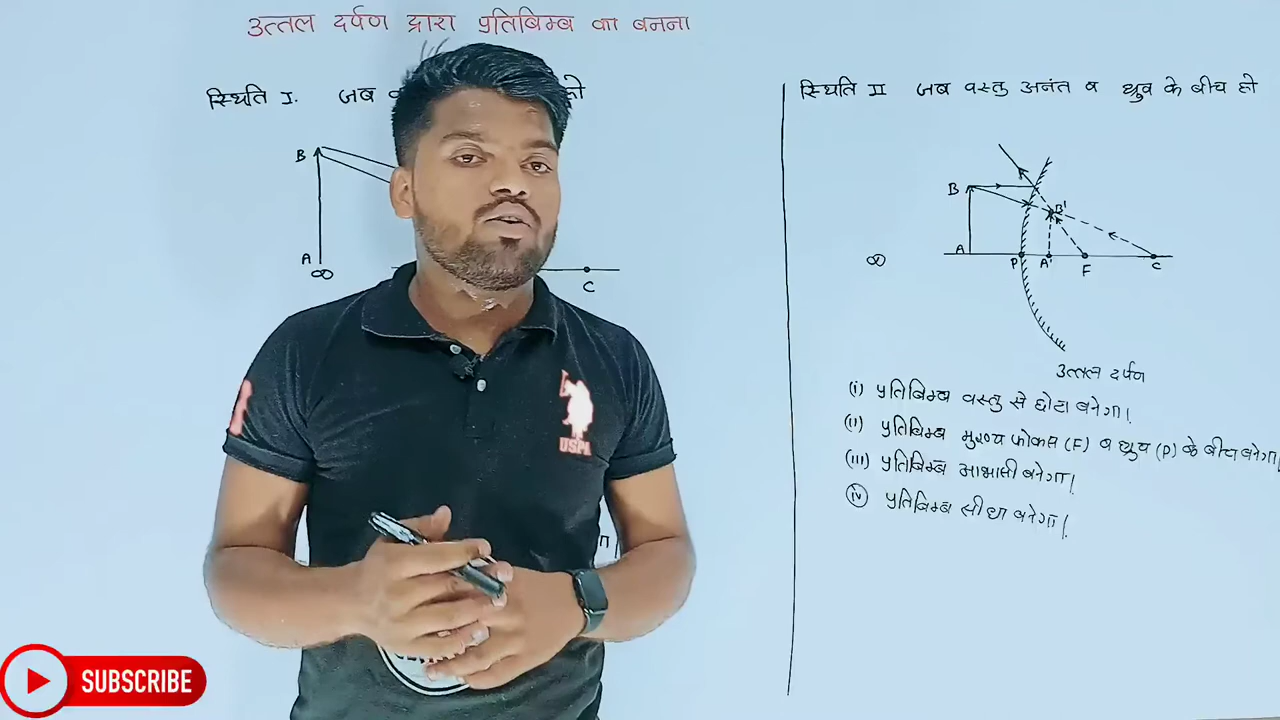 उत्तल दर्पण द्वारा प्रतिबिम्ब का बनना
स्थिति I. जब
B
A
∞
C
स्थिति II जब वस्तु अनंत व ध्रुव के बीच हो
B
B'
∞
A P A' F C
उत्तल दर्पण
(i) प्रतिबिम्ब वस्तु से छोटा बनेगा।
(ii) प्रतिबिम्ब मुख्य फोकस (F) व ध्रुव (P) के बीच बनेगा।
(iii) प्रतिबिम्ब आभासी बनेगा।
(iv) प्रतिबिम्ब सीधा बनेगा।
USPA
SUBSCRIBE